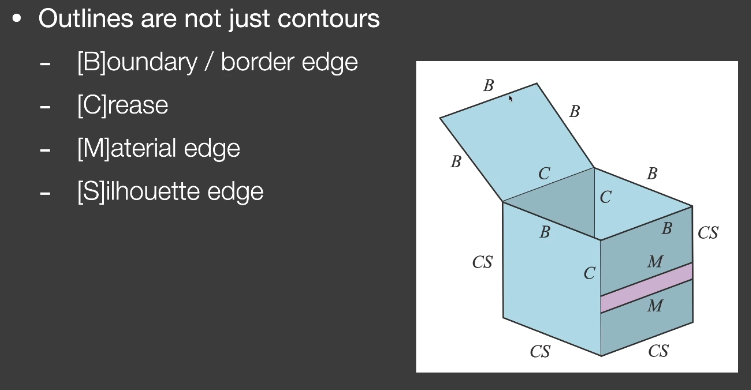 • Outlines are not just contours
- [B]oundary / border edge
- [C]rease
- [M]aterial edge
- [S]ilhouette edge
B
B
B
C
B
C
B
B
CS
CS
C
M
M
CS
CS